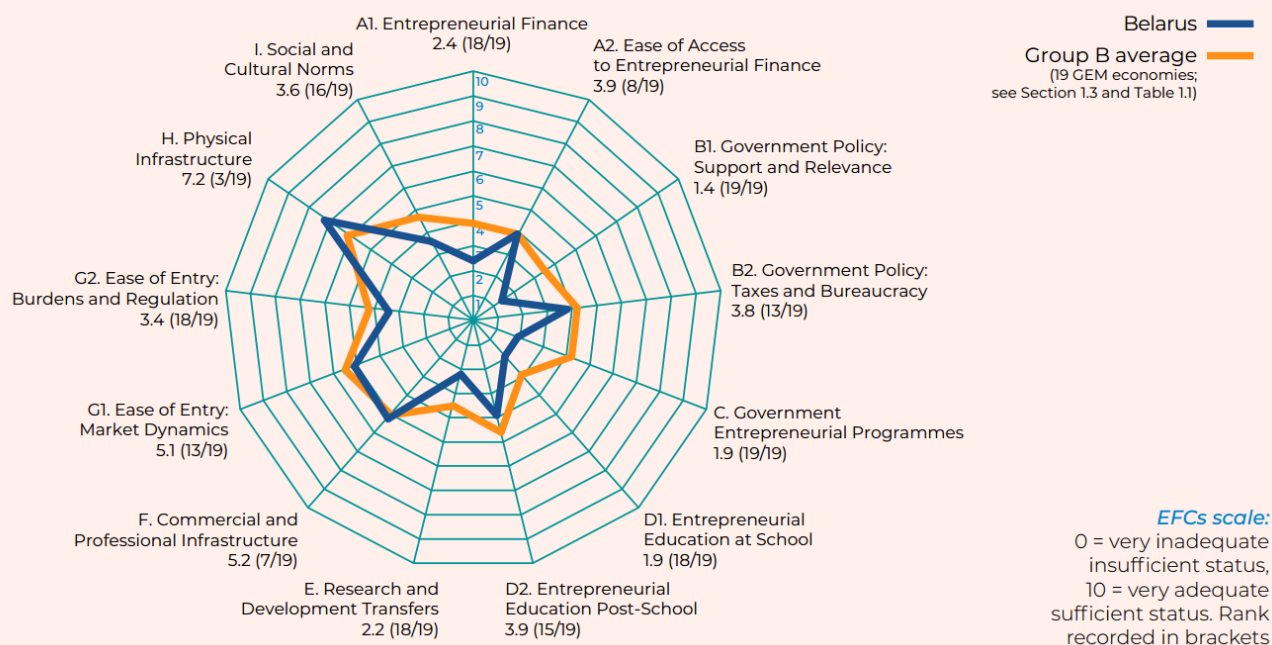 A1. Entrepreneurial Finance
2.4 (18/19)
A2. Ease of Access
to Entrepreneurial Finance
3.9 (8/19)
B1. Government Policy:
Support and Relevance
1.4 (19/19)
B2. Government Policy:
Taxes and Bureaucracy
3.8 (13/19)
C. Government
Entrepreneurial Programmes
1.9 (19/19)
D1. Entrepreneurial
Education at School
1.9 (18/19)
D2. Entrepreneurial
Education Post-School
3.9 (15/19)
E. Research and
Development Transfers
2.2 (18/19)
F. Commercial and
Professional Infrastructure
5.2 (7/19)
G1. Ease of Entry:
Market Dynamics
5.1 (13/19)
G2. Ease of Entry:
Burdens and Regulation
3.4 (18/19)
H. Physical
Infrastructure
7.2 (3/19)
I. Social and
Cultural Norms
3.6 (16/19)
10
9
8
7
6
5
4
2
1
Belarus
Group B average
(19 GEM economies;
see Section 1.3 and Table 1.1)
EFCs scale:
0 = very inadequate
insufficient status,
10 = very adequate
sufficient status. Rank
recorded in brackets